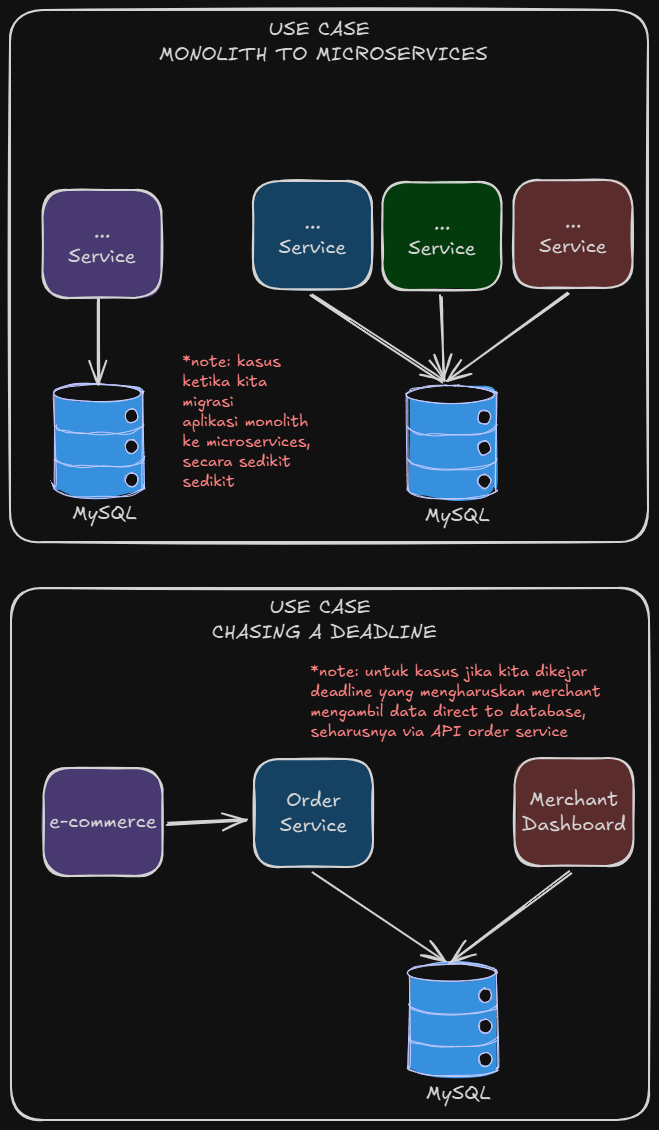 USE CASE
MONOLITH TO MICROSERVICES
...
Service
...
Service
...
Service
...
Service
*note: kasus
ketika kita
migrasi
aplikasi monolith
ke microservices,
secara sedikit
sedikit
MySQL
MySQL
USE CASE
CHASING A DEADLINE
*note: untuk kasus jika kita dikejar
deadline yang mengharuskan merchant
mengambil data direct to database,
seharusnya via API order service
e-commerce
Order
Service
Merchant
Dashboard
MySQL